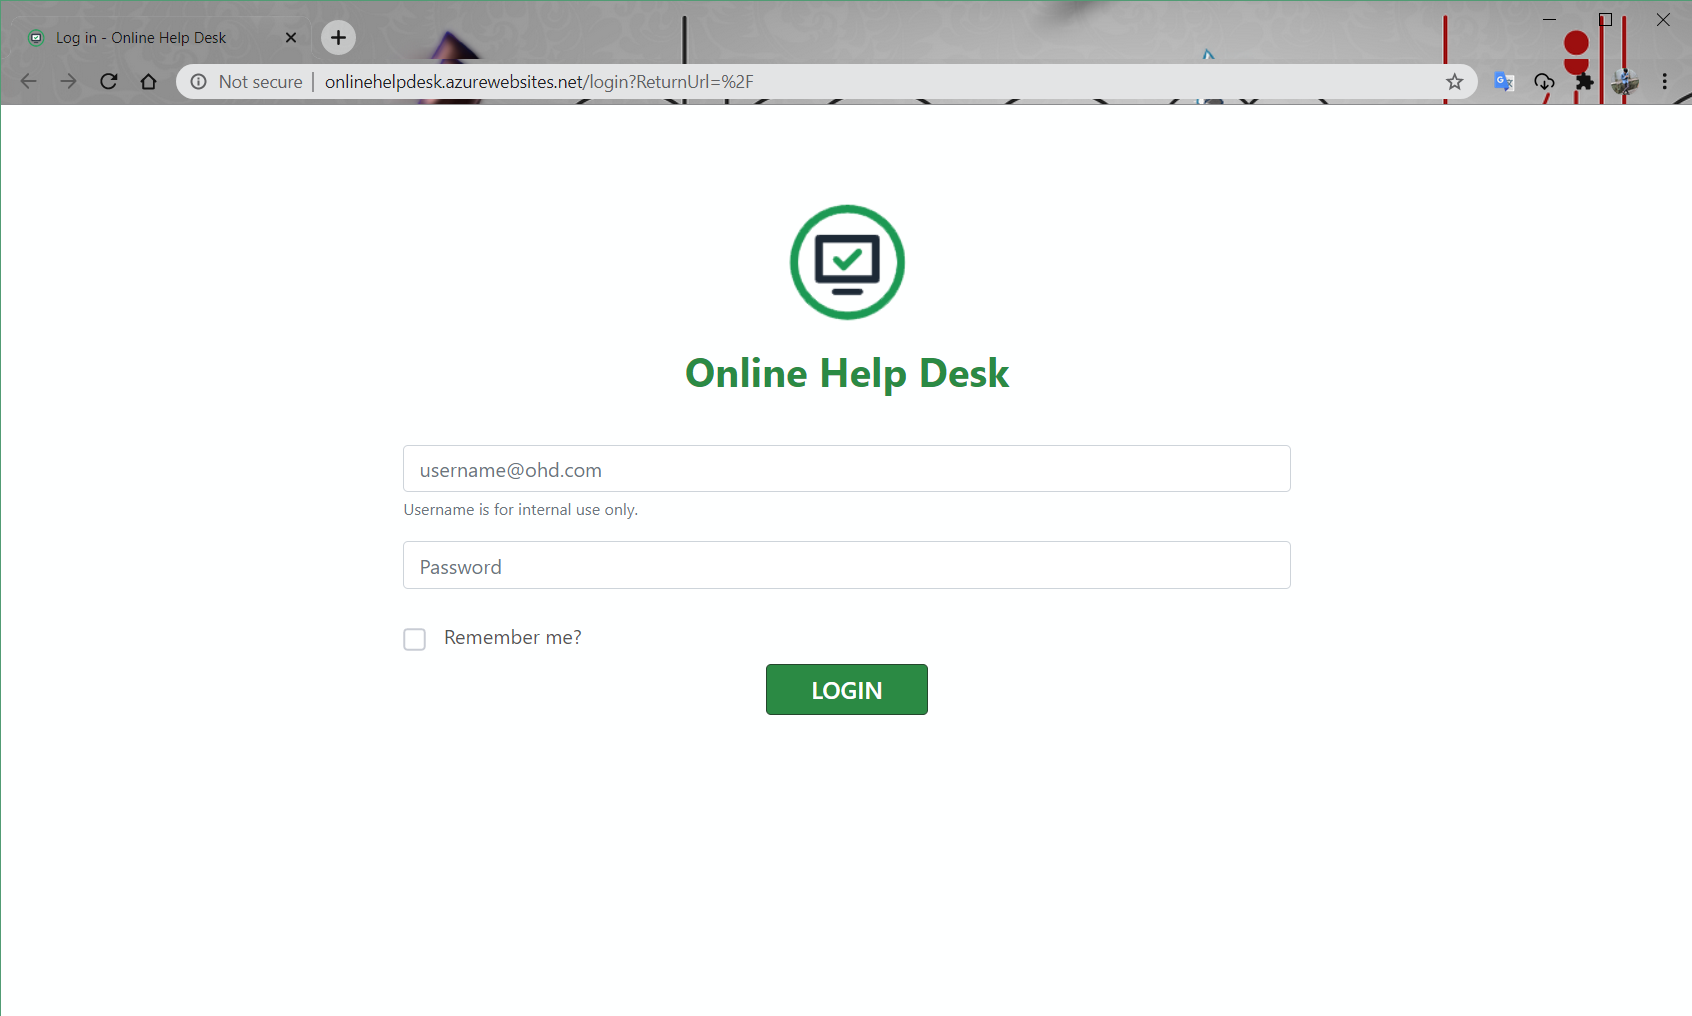 Log in - Online Help Desk
Not secure | onlinehelpdesk.azurewebsites.net/login?ReturnUrl=%2F
Online Help Desk
username@ohd.com
Username is for internal use only.
Password
Remember me?
LOGIN